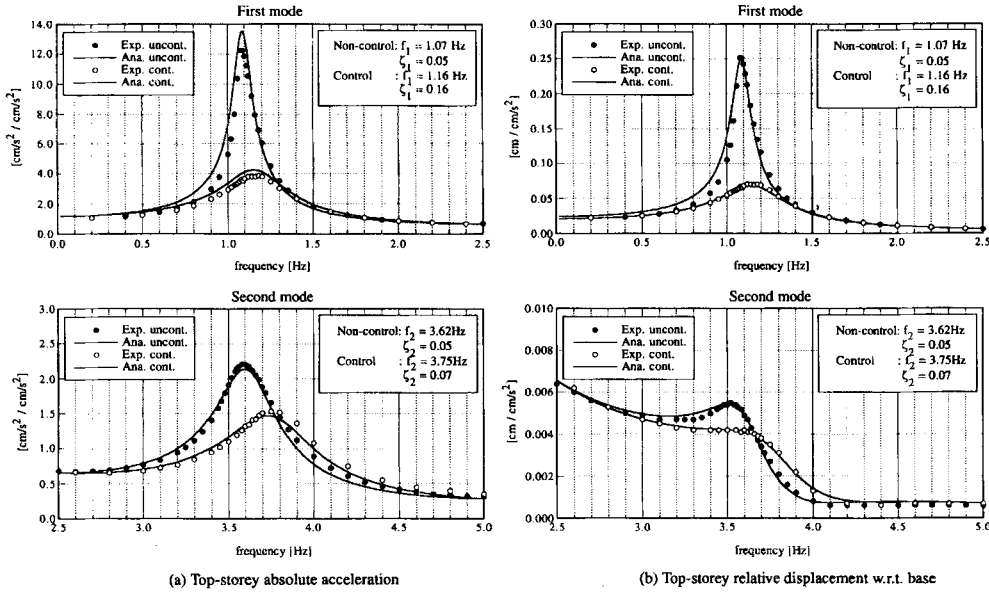 First mode
14.0
12.0
10.0
8.0
6.0
4.0
2.0
0.0
[cm/s² / cm/s²]
Exp. uncont.
Ana. uncont.
Exp. cont.
Ana. cont.
Non-control: f₁ = 1.07 Hz
ζ₁ = 0.05
Control : f₁ = 1.16 Hz
ζ₁ = 0.16
0.0 0.5 1.0 1.5 2.0 2.5
frequency [Hz]
First mode
0.30
0.25
0.20
0.15
0.10
0.05
0.00
[cm / cm/s²]
Exp. uncont.
Ana. uncont.
Exp. cont.
Ana. cont.
Non-control: f₁ = 1.07 Hz
ζ₁ = 0.05
Control : f₁ = 1.16 Hz
ζ₁ = 0.16
0.0 0.5 1.0 1.5 2.0 2.5
frequency [Hz]
Second mode
3.0
2.5
2.0
1.5
1.0
0.5
0.0
[cm/s² / cm/s²]
Exp. uncont.
Ana. uncont.
Exp. cont.
Ana. cont.
Non-control: f₂ = 3.62Hz
ζ₂ = 0.05
Control : f₂ = 3.75Hz
ζ₂ = 0.07
2.5 3.0 3.5 4.0 4.5 5.0
frequency [Hz]
(a) Top-storey absolute acceleration
Second mode
0.010
0.008
0.006
0.004
0.002
0.000
[cm / cm/s²]
Exp. uncont.
Ana. uncont.
Exp. cont.
Ana. cont.
Non-control: f₂ = 3.62Hz
ζ₂ = 0.05
Control : f₂ = 3.75Hz
ζ₂ = 0.07
2.5 3.0 3.5 4.0 4.5 5.0
frequency [Hz]
(b) Top-storey relative displacement w.r.t. base